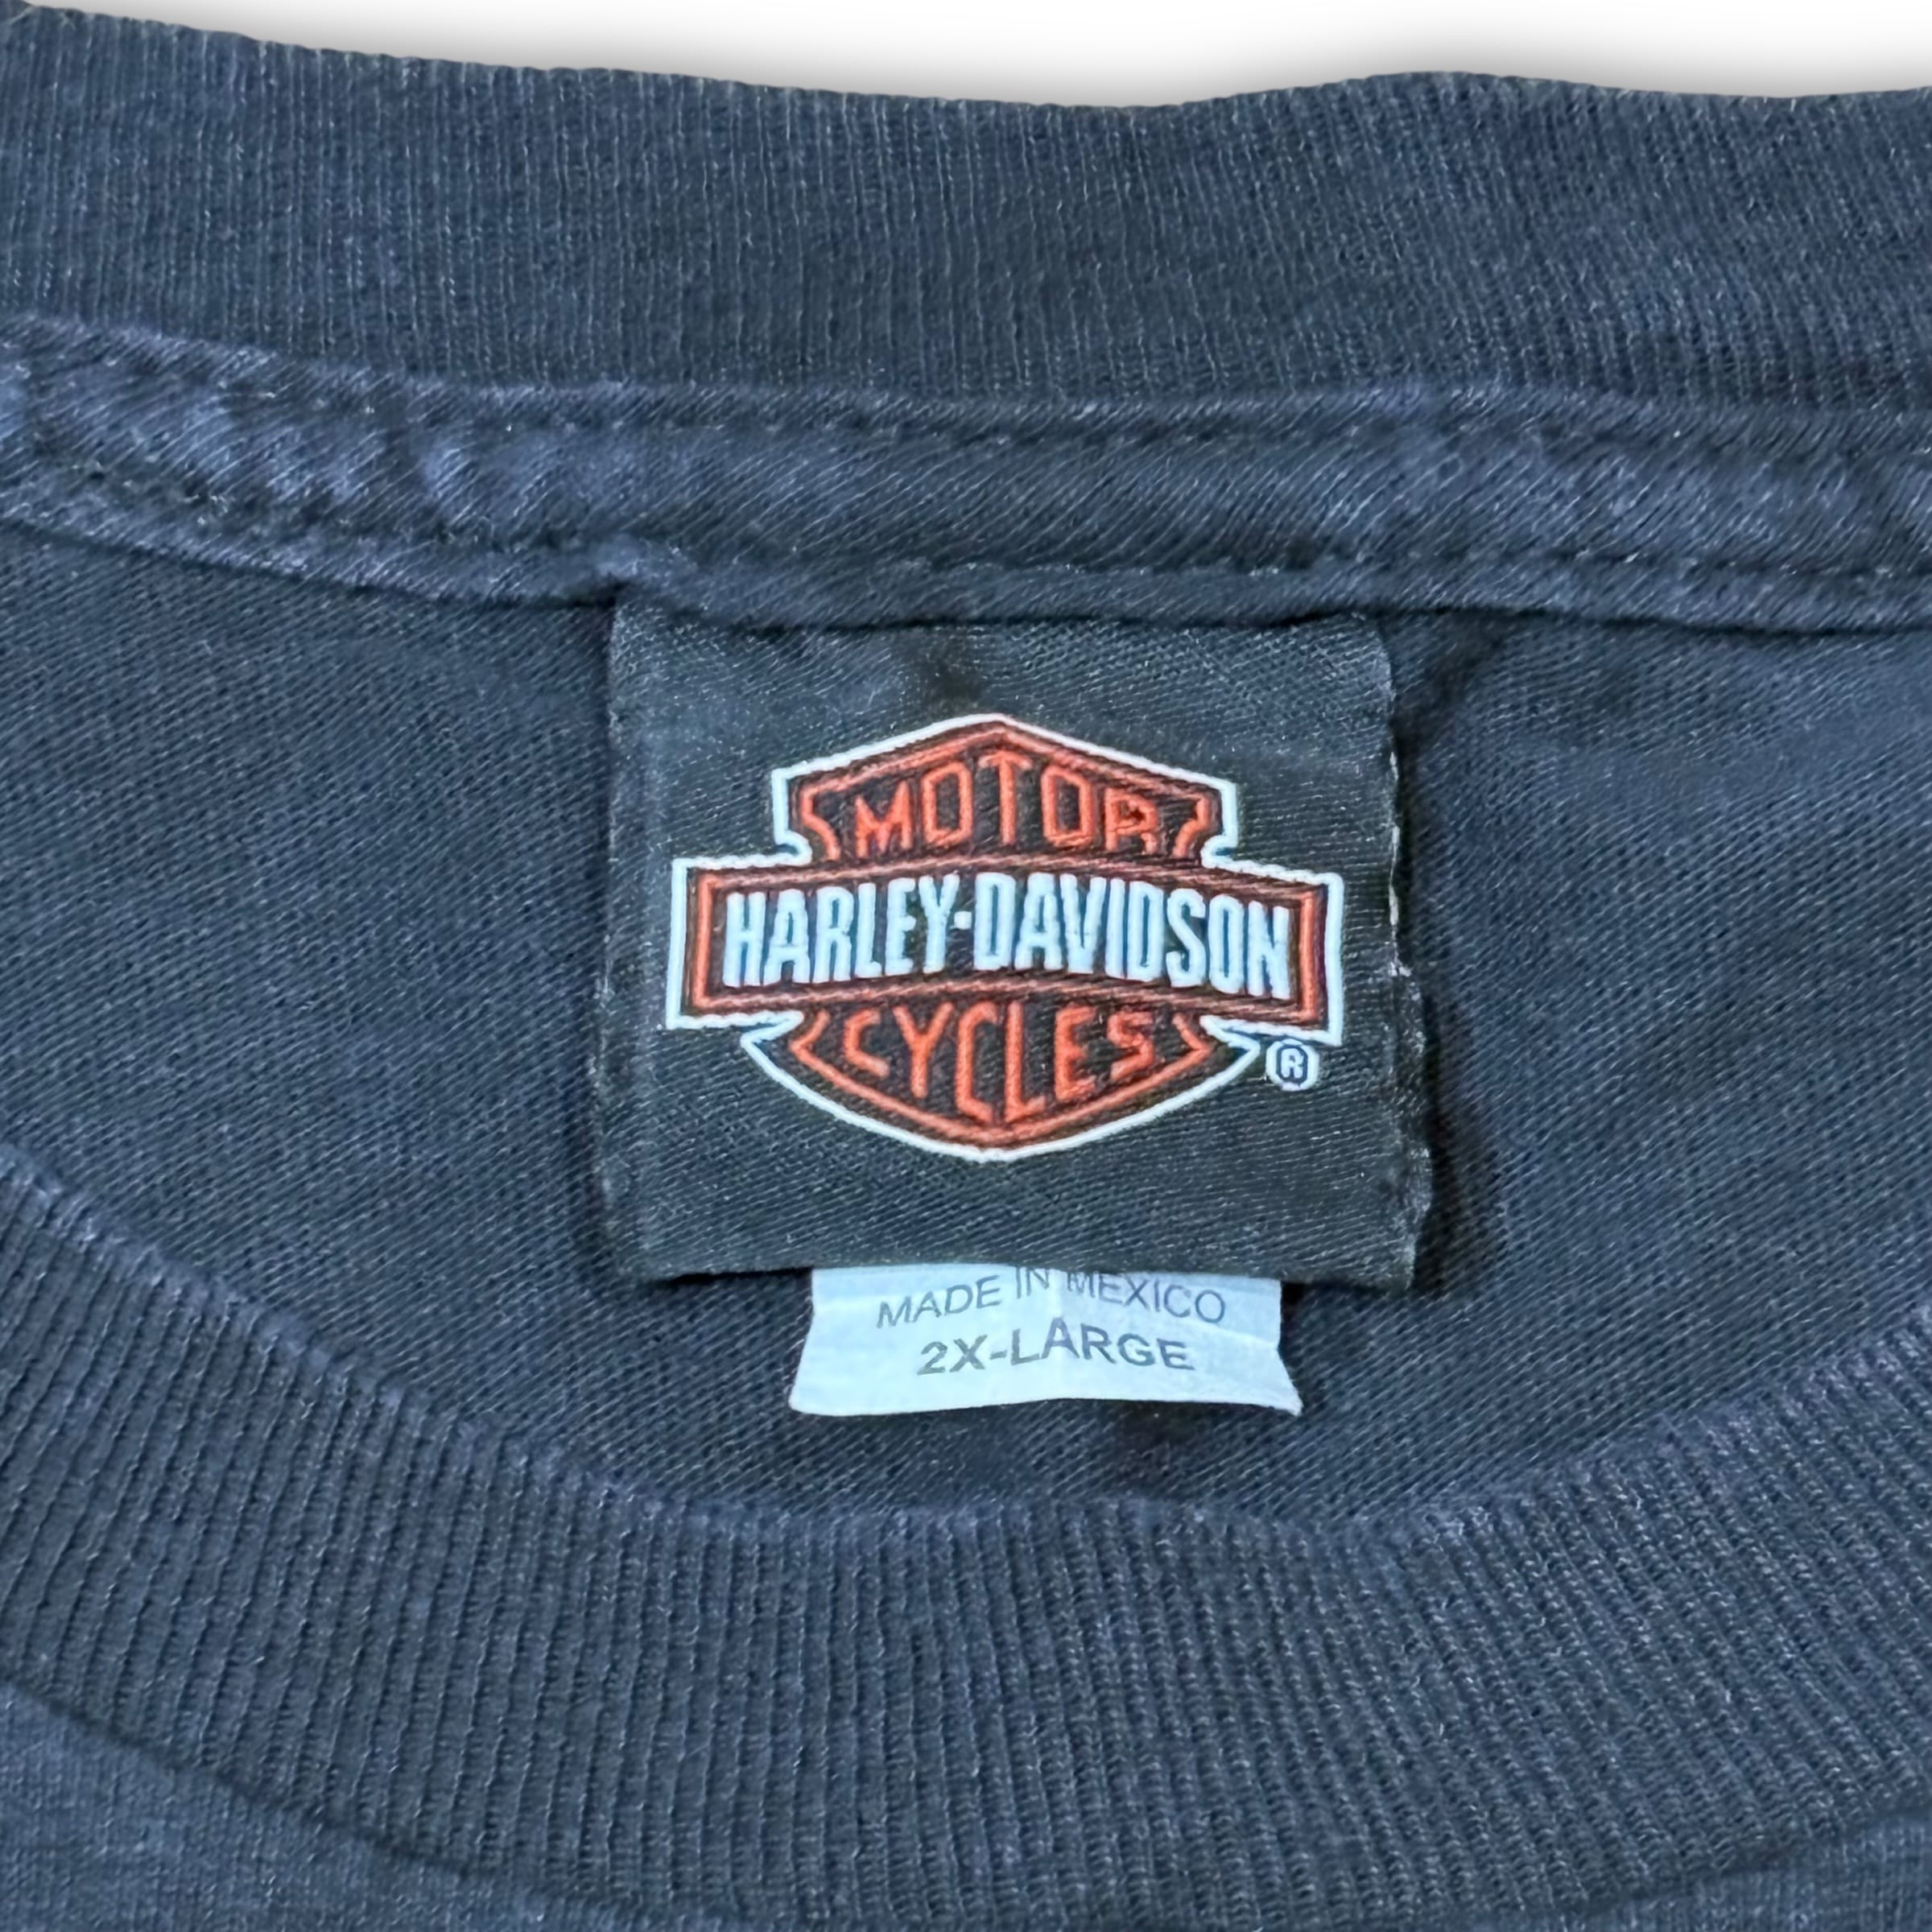 MOTOR
HARLEY-DAVIDSON
CYCLES
®
MADE IN MEXICO
2X-LARGE